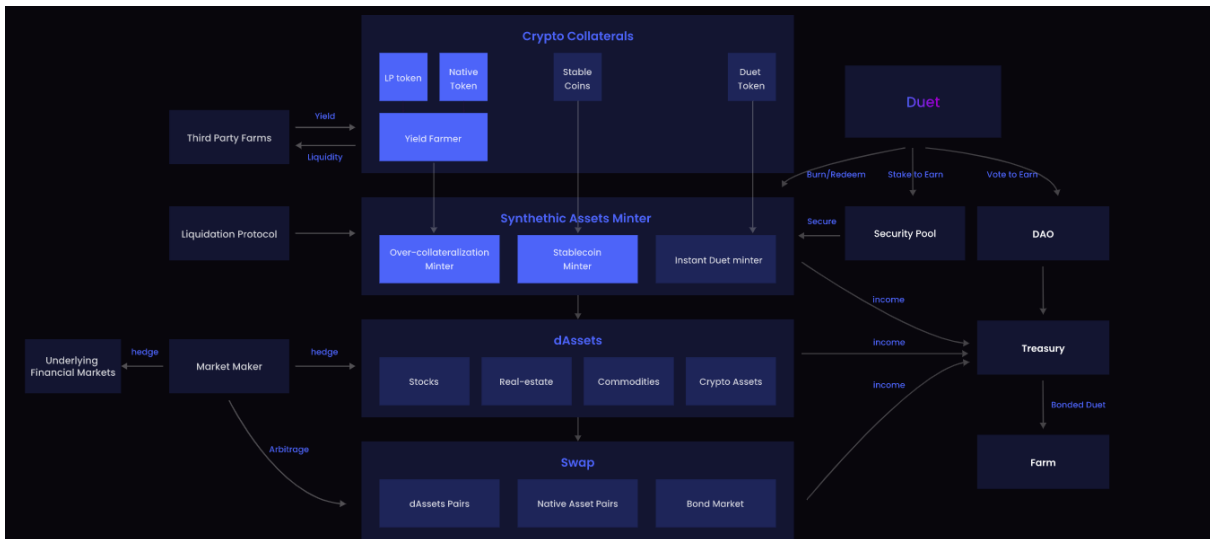 Crypto Collaterals
LP token
Native
Token
Stable
Coins
Duet
Token
Yield Farmer
Third Party Farms
Yield
Liquidity
Duet
Burn/Redeem
Stake to Earn
Vote to Earn
Liquidation Protocol
Synthethic Assets Minter
Over-collateralization
Minter
Stablecoin
Minter
Instant Duet minter
Secure
Security Pool
DAO
income
Underlying
Financial Markets
hedge
Market Maker
hedge
dAssets
Stocks
Real-estate
Commodities
Crypto Assets
income
Treasury
income
Bonded Duet
Arbitrage
Swap
dAssets Pairs
Native Asset Pairs
Bond Market
Farm